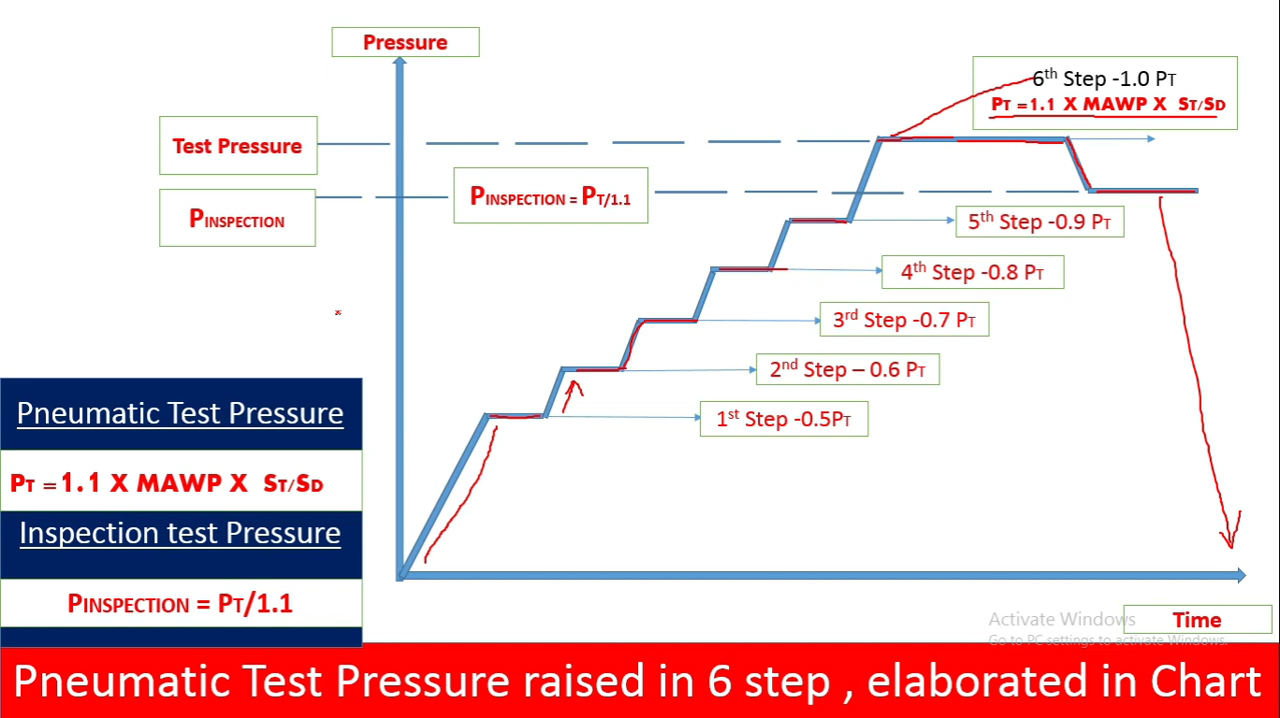 Pressure
6th Step -1.0 PT
PT =1.1 X MAWP X ST/SD
Test Pressure
PINSPECTION = PT/1.1
PINSPECTION
5th Step -0.9 PT
4th Step -0.8 PT
3rd Step -0.7 PT
2nd Step – 0.6 PT
1st Step -0.5PT
Pneumatic Test Pressure
PT =1.1 X MAWP X ST/SD
Inspection test Pressure
PINSPECTION = PT/1.1
Activate Windows
Go to PC settings to activate Windows.
Time
Pneumatic Test Pressure raised in 6 step , elaborated in Chart